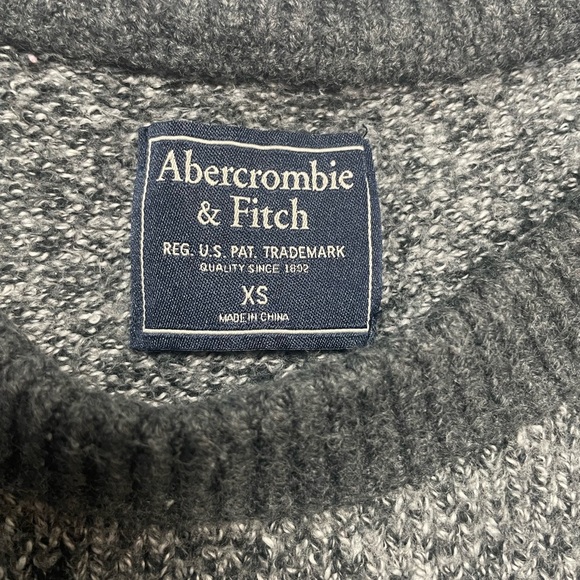 Abercrombie
& Fitch
REG. U.S. PAT. TRADEMARK
QUALITY SINCE 1892
XS
MADE IN CHINA